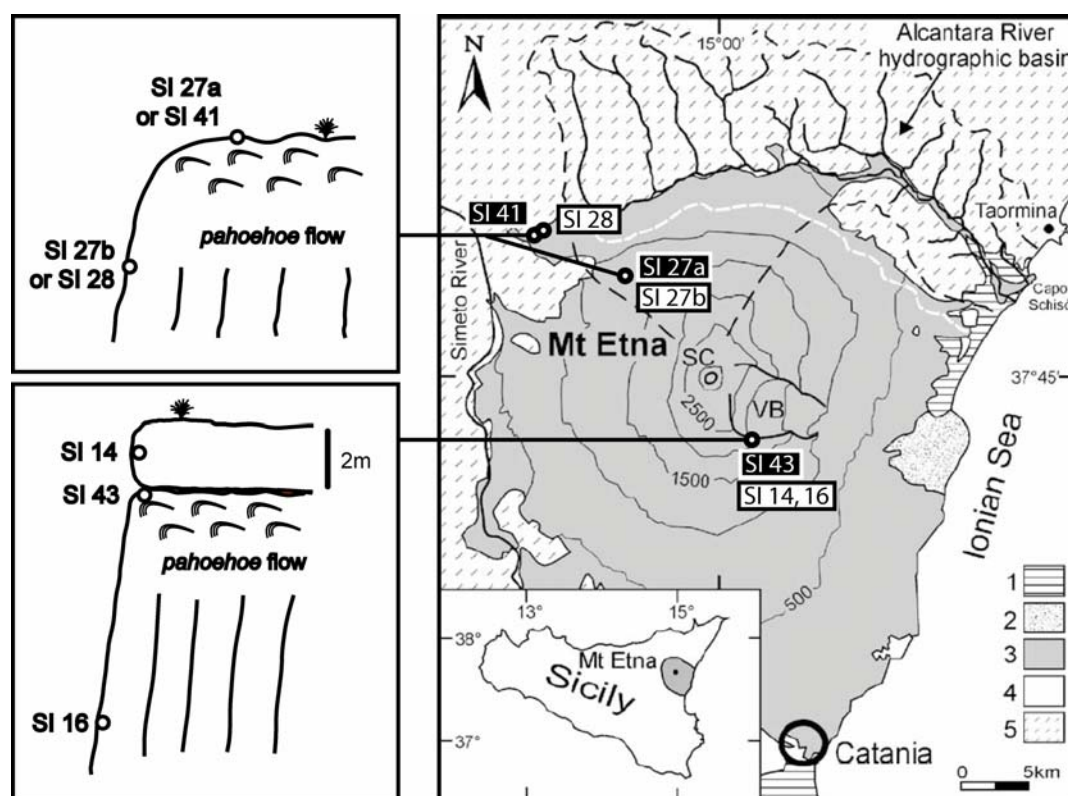 SI 27a
or SI 41
pahoehoe flow
SI 27b
or SI 28
SI 14
SI 43
2m
pahoehoe flow
SI 16
N
15°00'
Alcantara River
hydrographic basin
SI 41
SI 28
Taormina
SI 27a
SI 27b
Capo
Schisò
Simeto River
Mt Etna
SC
37°45'
2500
VB
SI 43
1500
SI 14, 16
Ionian Sea
500
1
2
3
4
5
13°
15°
38°
Mt Etna
Sicily
37°
Catania
0
5km